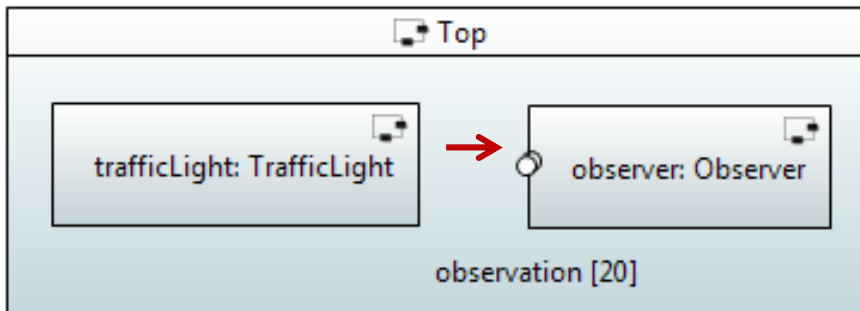 Top
trafficLight: TrafficLight
observer: Observer
observation [20]